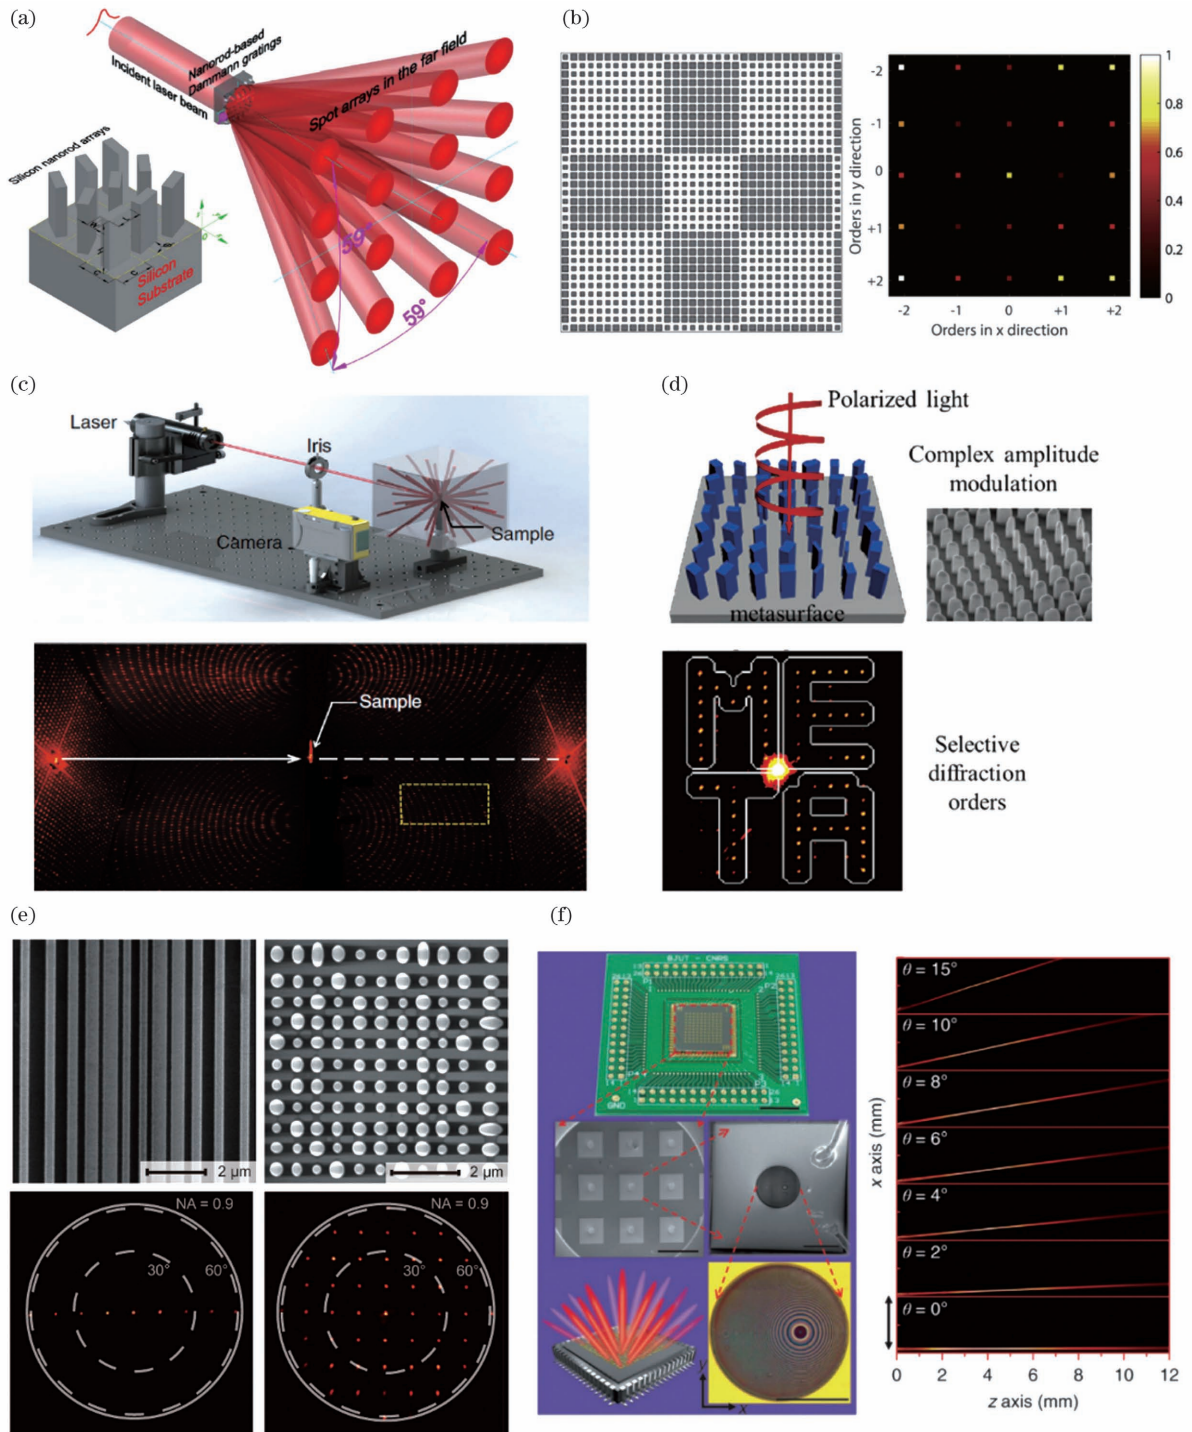 (a)
Incident laser beam
Nanorod-based
Dammann gratings
Spot arrays in the far field
Silicon nanorod arrays
Silicon
Substrate
59°
59°
(b)
Orders in y direction
-2
-1
0
+1
+2
-2 -1 0 +1 +2
Orders in x direction
1
0.8
0.6
0.4
0.2
0
(c)
Laser
Iris
Camera
Sample
Sample
(d)
Polarized light
Complex amplitude
modulation
metasurface
META
Selective
diffraction
orders
(e)
2 μm
2 μm
NA = 0.9
30° 60°
NA = 0.9
30° 60°
(f)
BJUT - CNRS
P2
GND
y
x
x axis (mm)
θ = 15°
θ = 10°
θ = 8°
θ = 6°
θ = 4°
θ = 2°
θ = 0°
0 2 4 6 8 10 12
z axis (mm)